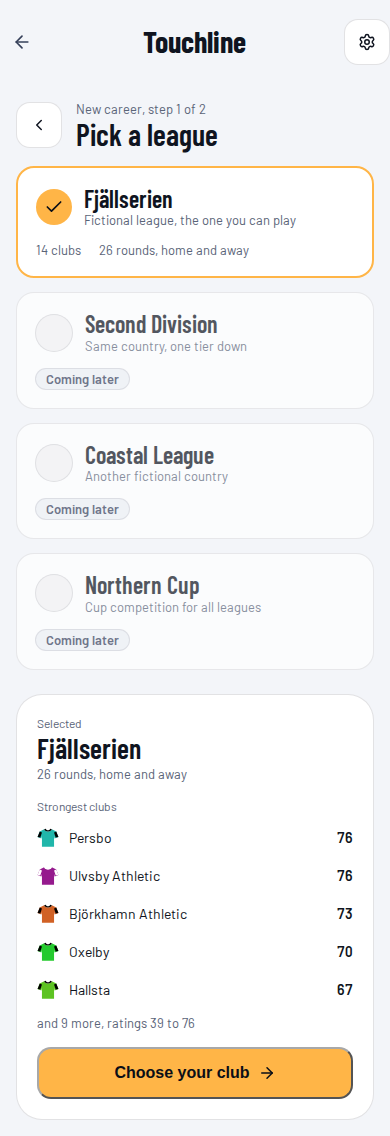 Touchline
New career, step 1 of 2
Pick a league
Fjällserien
Fictional league, the one you can play
14 clubs 26 rounds, home and away
Second Division
Same country, one tier down
Coming later
Coastal League
Another fictional country
Coming later
Northern Cup
Cup competition for all leagues
Coming later
Selected
Fjällserien
26 rounds, home and away
Strongest clubs
Persbo 76
Ulvsby Athletic 76
Björkhamn Athletic 73
Oxelby 70
Hallsta 67
and 9 more, ratings 39 to 76
Choose your club